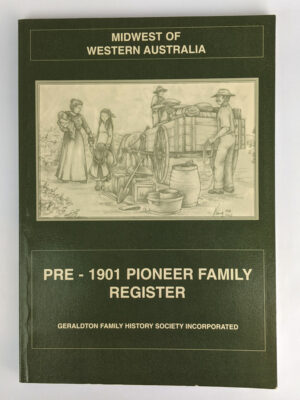 MIDWEST OF
WESTERN AUSTRALIA
PRE - 1901 PIONEER FAMILY
REGISTER
GERALDTON FAMILY HISTORY SOCIETY INCORPORATED